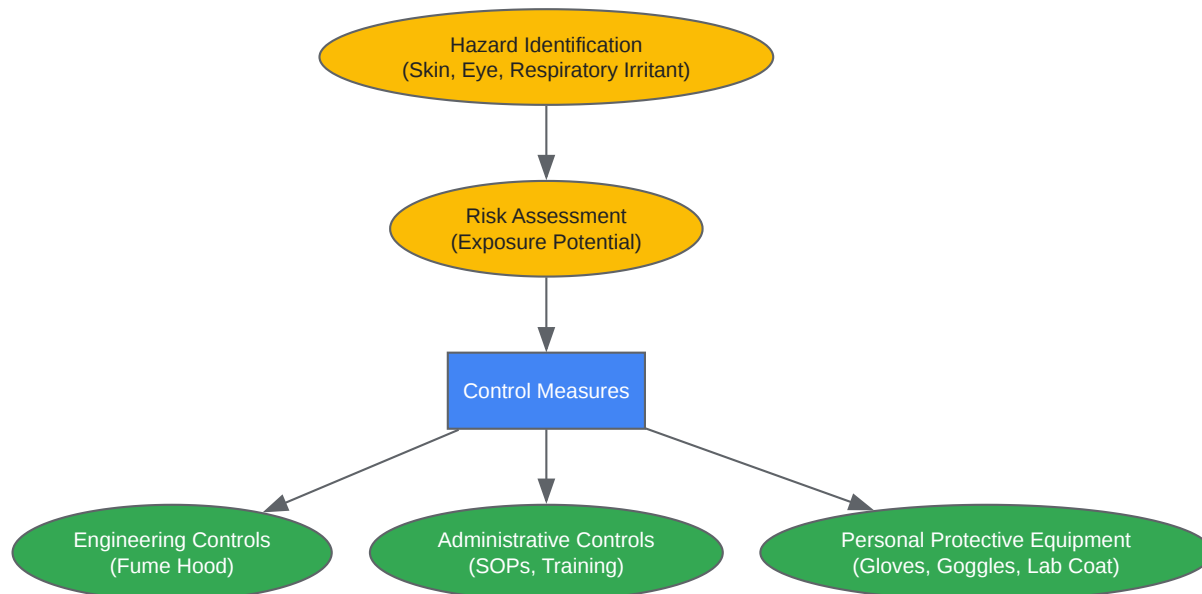 Hazard Identification
(Skin, Eye, Respiratory Irritant)
Risk Assessment
(Exposure Potential)
Control Measures
Engineering Controls
(Fume Hood)
Administrative Controls
(SOPs, Training)
Personal Protective Equipment
(Gloves, Goggles, Lab Coat)